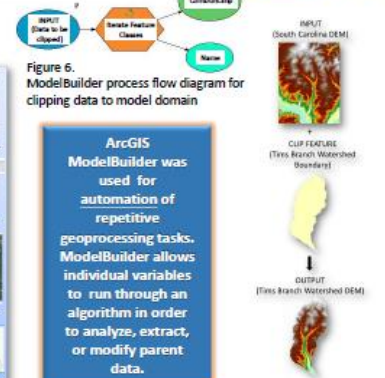 INPUT
(Data to be
clipped)
Iterate Feature
Classes
Name
Figure 6.
ModelBuilder process flow diagram for
clipping data to model domain
ArcGIS
ModelBuilder was
used for
automation of
repetitive
geoprocessing tasks.
ModelBuilder allows
individual variables
to run through an
algorithm in order
to analyze, extract,
or modify parent
data.
INPUT
(South Carolina DEM)
+
CLIP FEATURE
(Tims Branch Watershed
Boundary)
OUTPUT
(Tims Branch Watershed DEM)